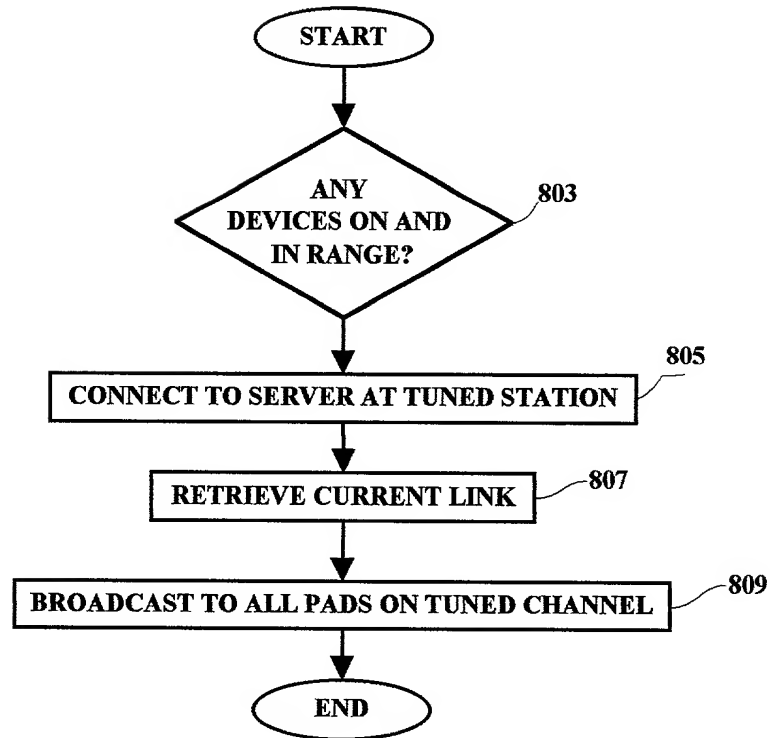 START
ANY
DEVICES ON AND
IN RANGE?
803
CONNECT TO SERVER AT TUNED STATION
805
RETRIEVE CURRENT LINK
807
BROADCAST TO ALL PADS ON TUNED CHANNEL
809
END